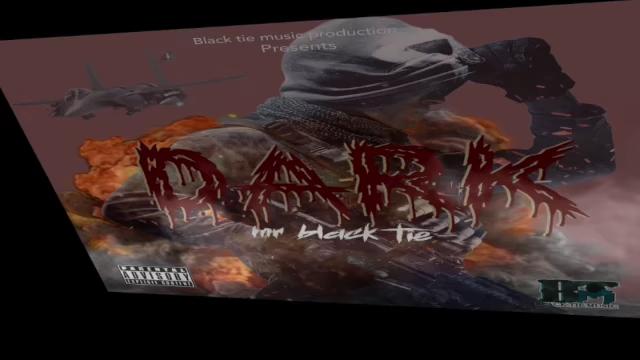 Black tie music production
Presents
DARK
mr black tie
PARENTAL
ADVISORY
EXPLICIT CONTENT